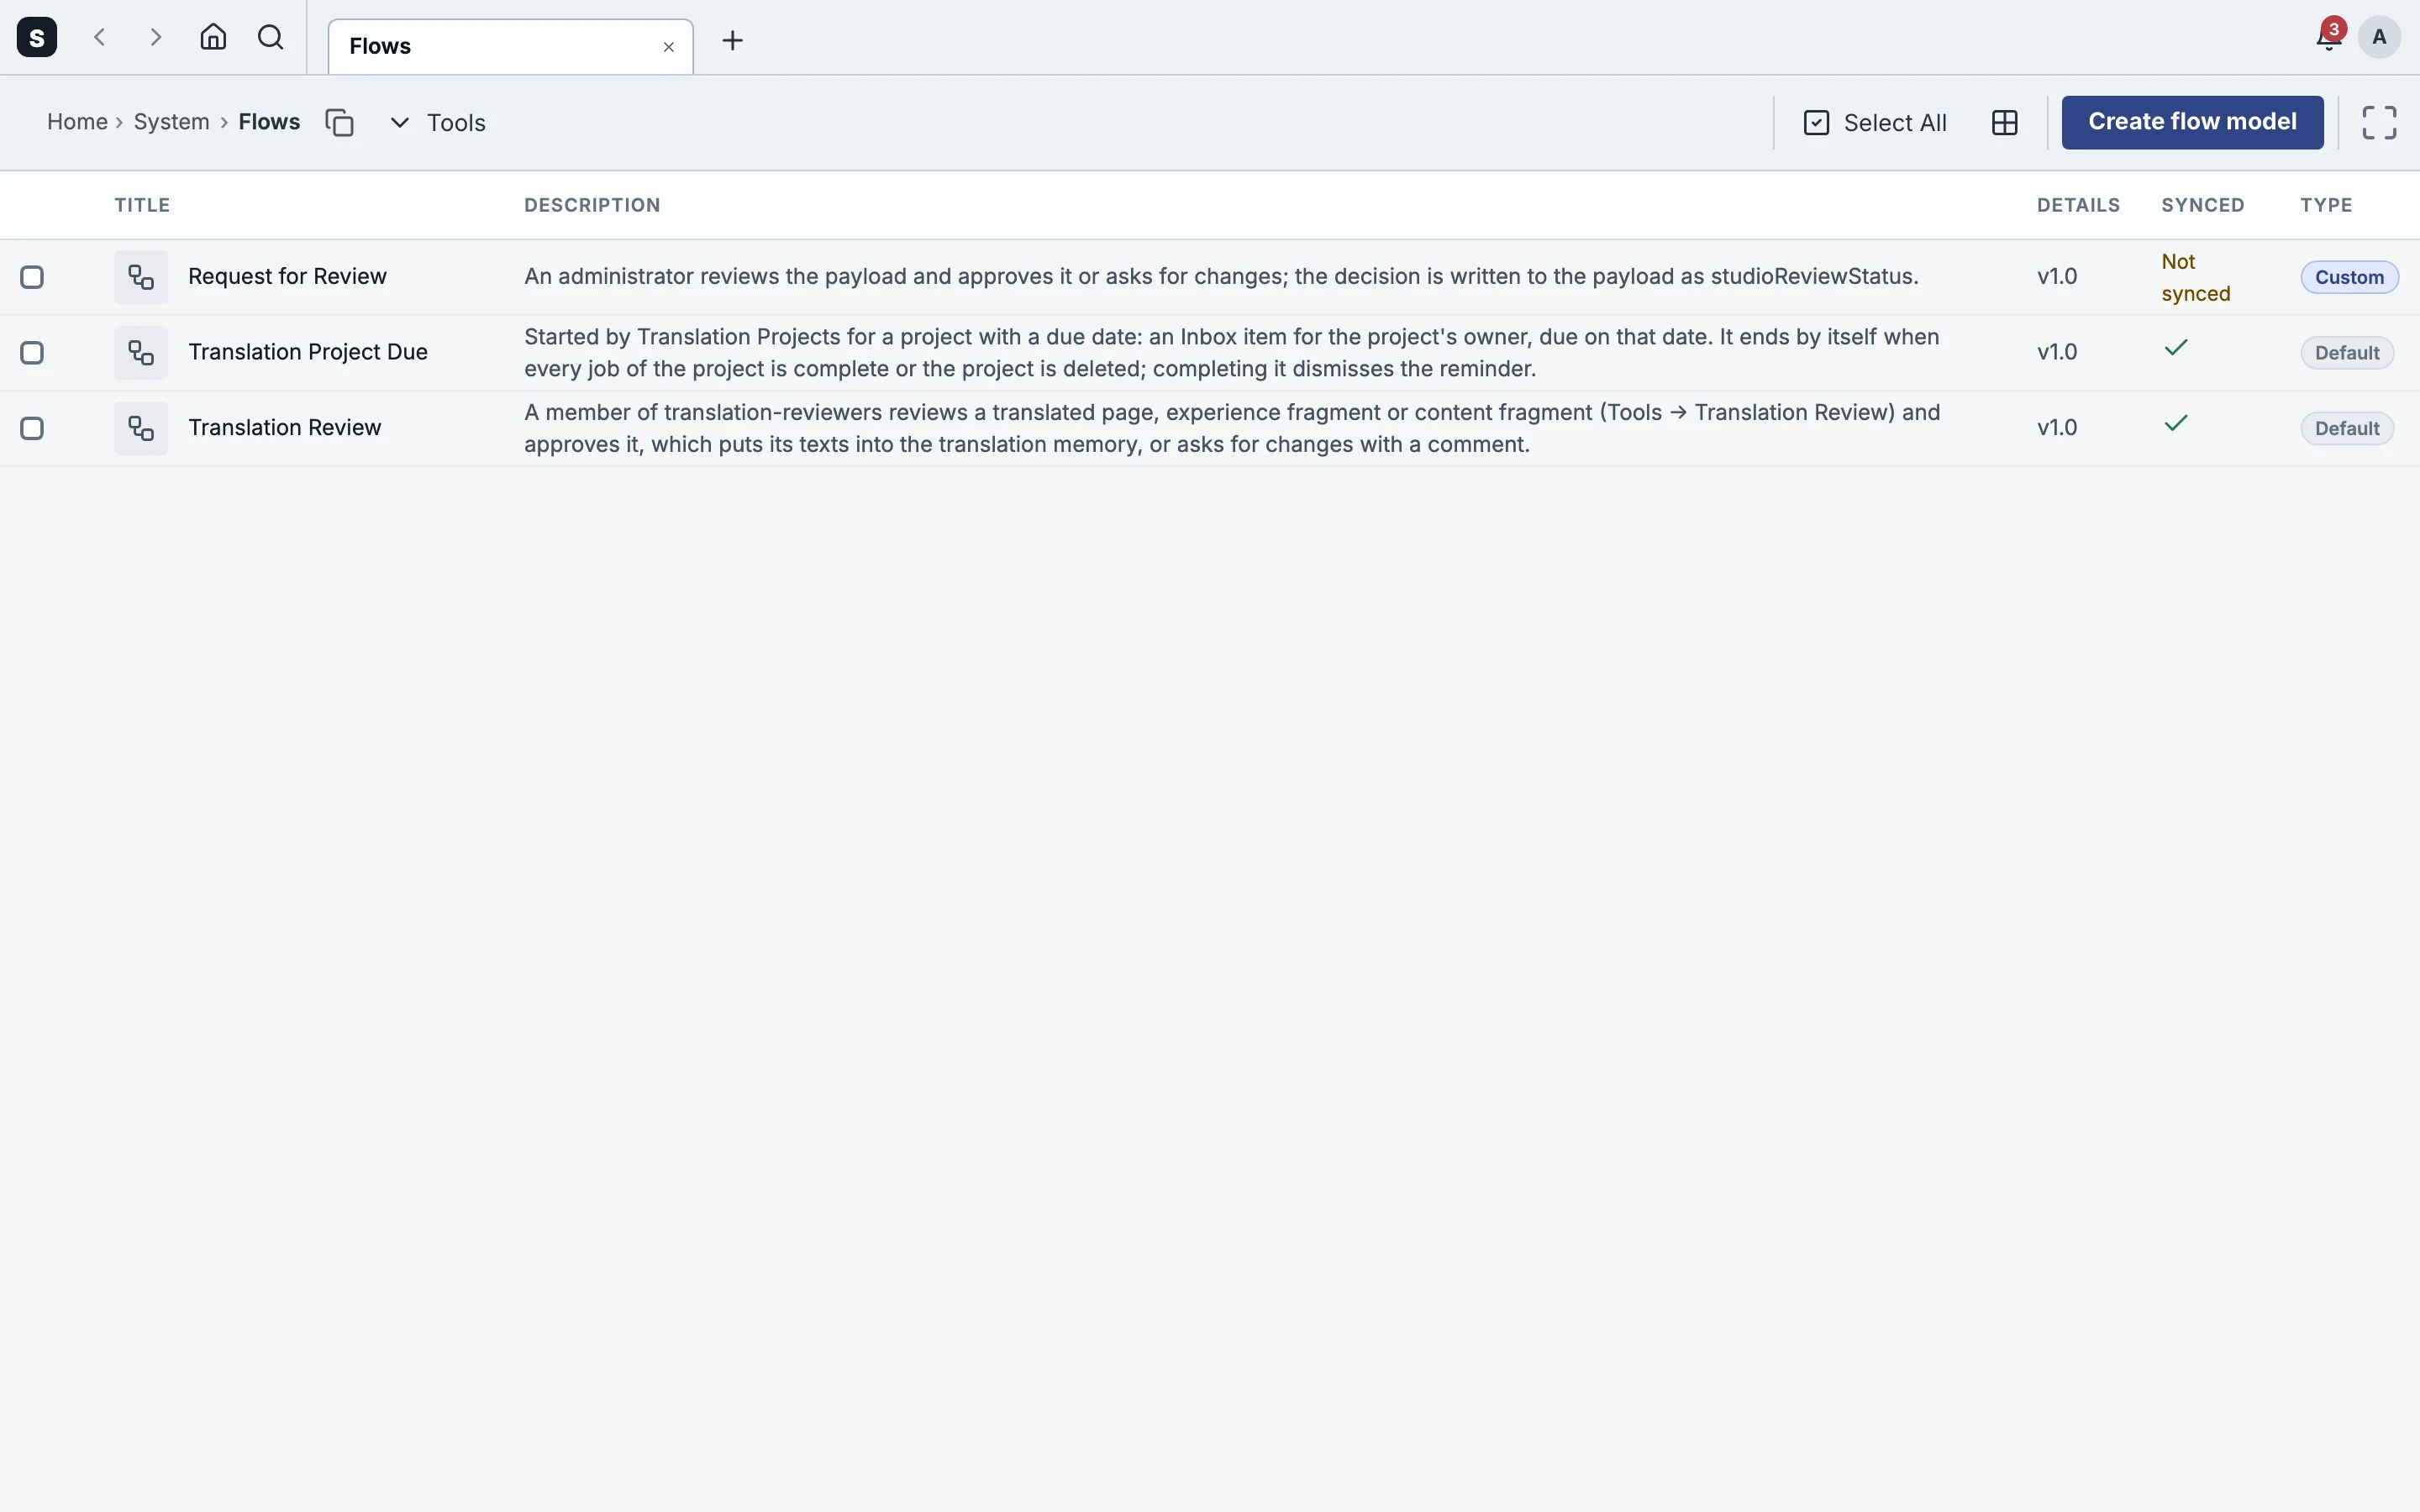 S
Flows
3
A
Home › System › Flows
Tools
Select All
Create flow model
TITLE DESCRIPTION DETAILS SYNCED TYPE
Request for Review
An administrator reviews the payload and approves it or asks for changes; the decision is written to the payload as studioReviewStatus.
v1.0
Not
synced
Custom
Translation Project Due
Started by Translation Projects for a project with a due date: an Inbox item for the project's owner, due on that date. It ends by itself when
every job of the project is complete or the project is deleted; completing it dismisses the reminder.
v1.0
Default
Translation Review
A member of translation-reviewers reviews a translated page, experience fragment or content fragment (Tools → Translation Review) and
approves it, which puts its texts into the translation memory, or asks for changes with a comment.
v1.0
Default